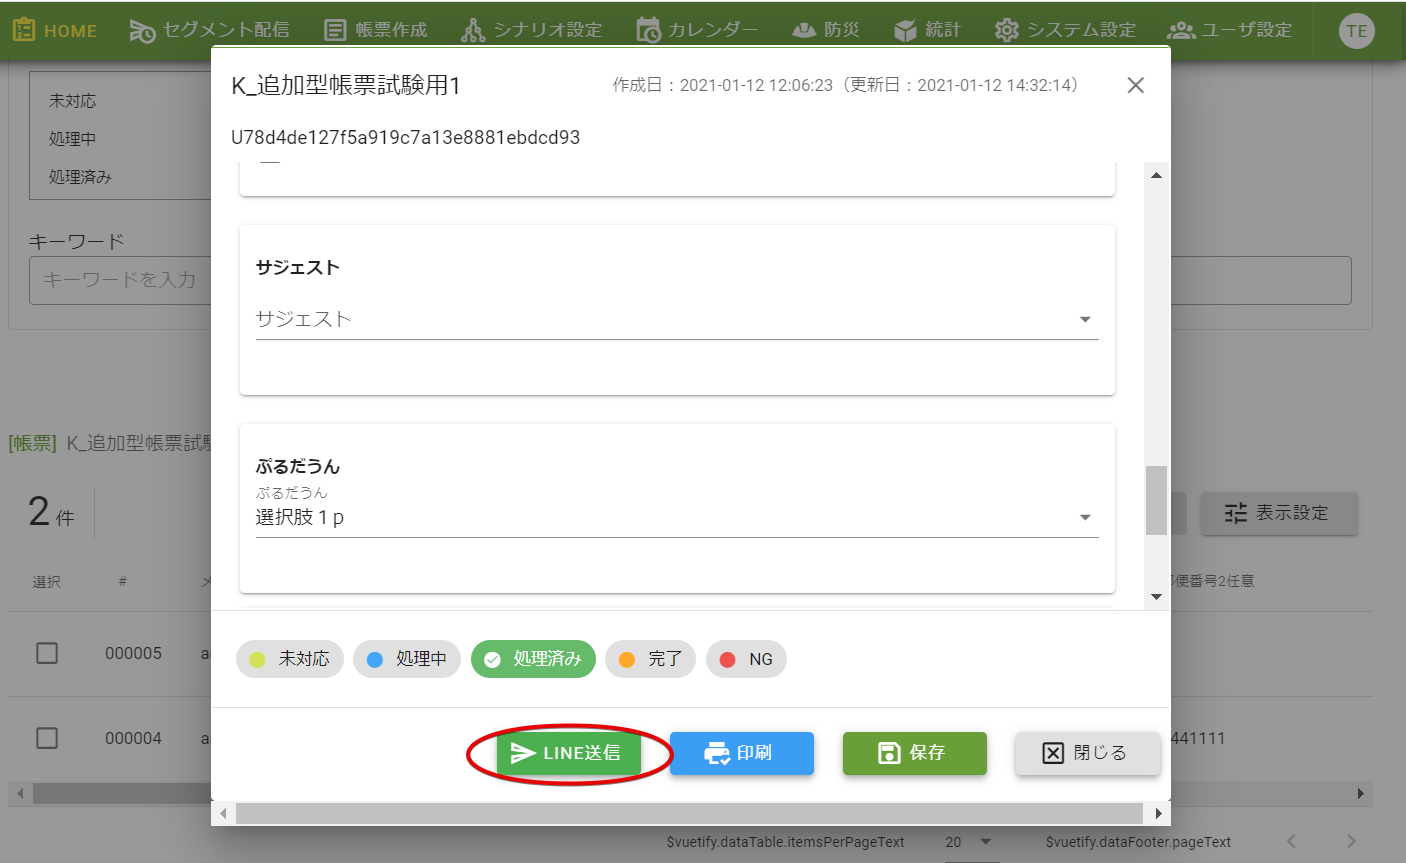 HOME セグメント配信 帳票作成 シナリオ設定 カレンダー 防災 統計 システム設定 ユーザ設定 TE
K_追加型帳票試験用1 作成日：2021-01-12 12:06:23（更新日：2021-01-12 14:32:14）
U78d4de127f5a919c7a13e8881ebdcd93
未対応
処理中
処理済み
キーワード
キーワードを入力
サジェスト
サジェスト
[帳票] K_追加型帳票試験
ぷるだうん
ぷるだうん
選択肢１p
2 件
表示設定
選択 # 便番号2任意
000005
未対応 処理中 処理済み 完了 NG
000004 441111
LINE送信 印刷 保存 閉じる
$vuetify.dataTable.itemsPerPageText 20 $vuetify.dataFooter.pageText